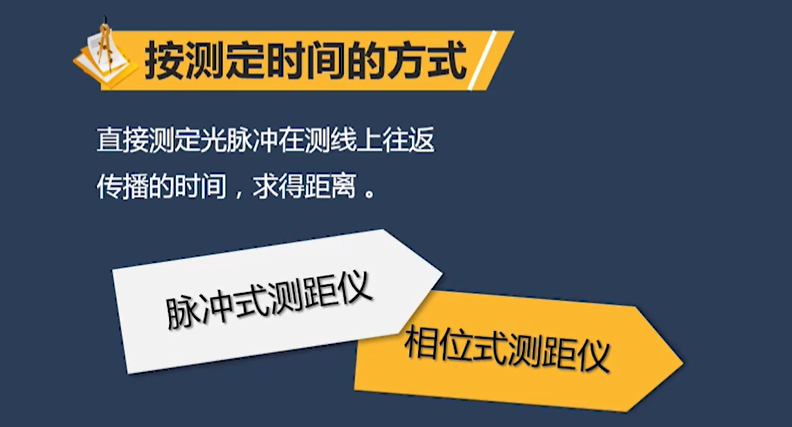 按测定时间的方式
直接测定光脉冲在测线上往返
传播的时间，求得距离。
脉冲式测距仪
相位式测距仪